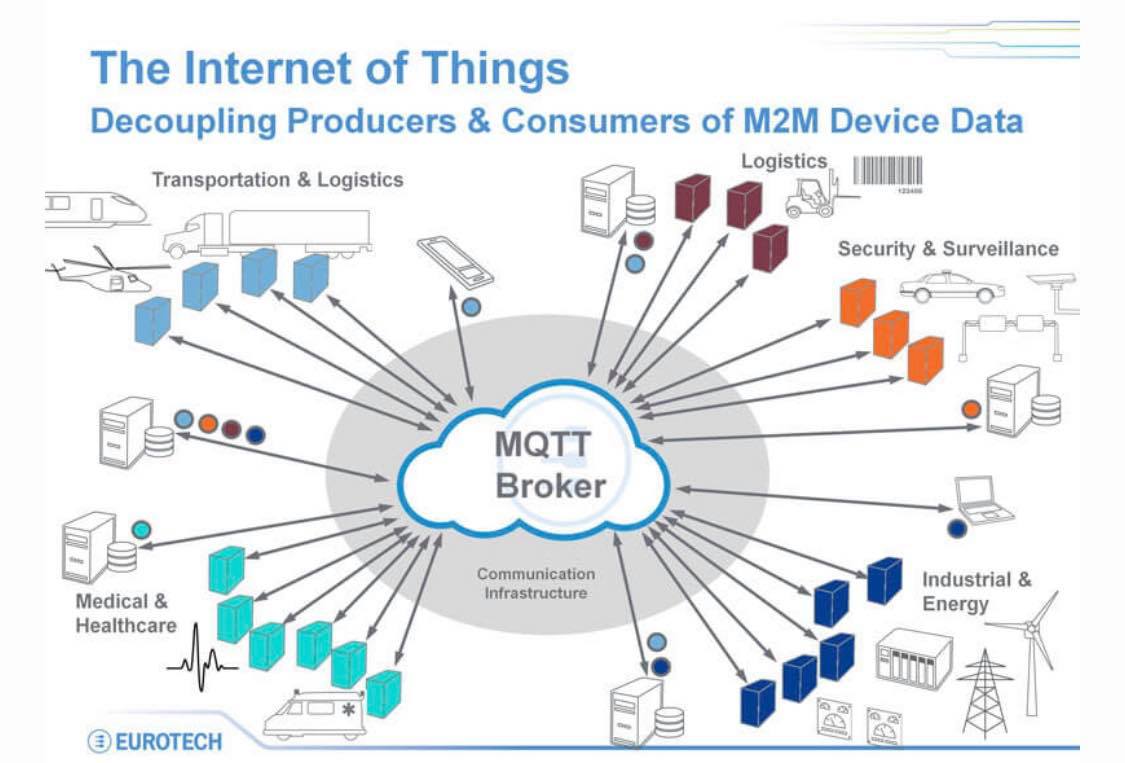 The Internet of Things
Decoupling Producers & Consumers of M2M Device Data
Transportation & Logistics
Logistics
123456
Security & Surveillance
MQTT
Broker
Communication
Infrastructure
Medical &
Healthcare
Industrial &
Energy
EUROTECH